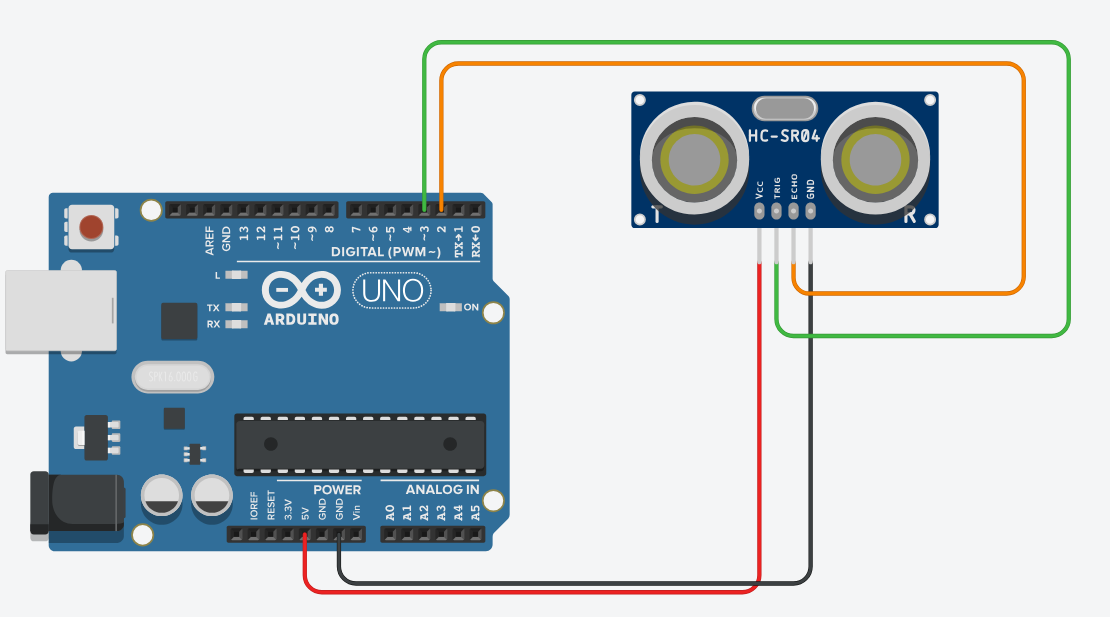 HC-SR04
VCC
TRIG
ECHO
GND
T
R
AREF
GND
13
12
~11
~10
~9
8
7
~6
~5
4
~3
2
TX→1
RX←0
DIGITAL (PWM~)
L
TX
RX
UNO
ARDUINO
ON
POWER
ANALOG IN
IOREF
RESET
3.3V
5V
GND
GND
Vin
A0
A1
A2
A3
A4
A5